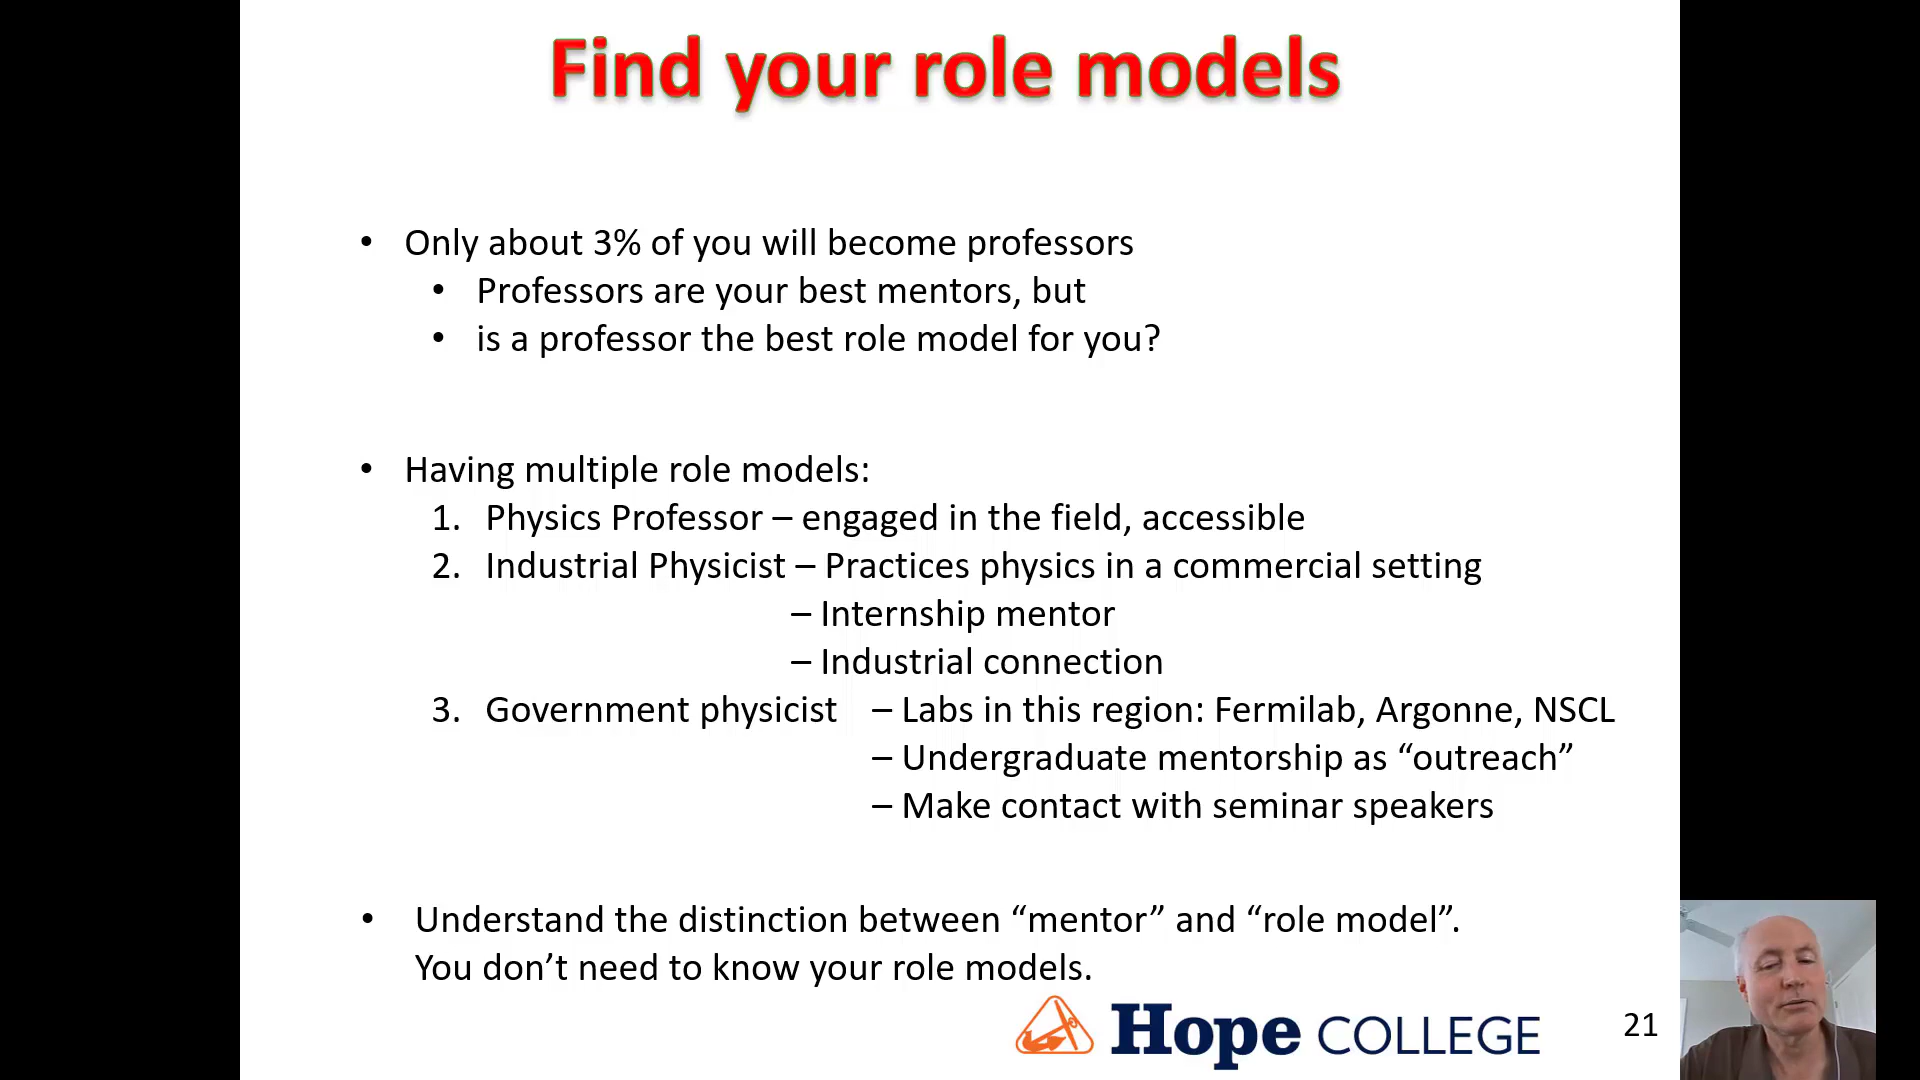 Find your role models
• Only about 3% of you will become professors
• Professors are your best mentors, but
• is a professor the best role model for you?
• Having multiple role models:
1. Physics Professor – engaged in the field, accessible
2. Industrial Physicist – Practices physics in a commercial setting
– Internship mentor
– Industrial connection
3. Government physicist – Labs in this region: Fermilab, Argonne, NSCL
– Undergraduate mentorship as “outreach”
– Make contact with seminar speakers
• Understand the distinction between “mentor” and “role model”.
You don’t need to know your role models.
Hope COLLEGE
21